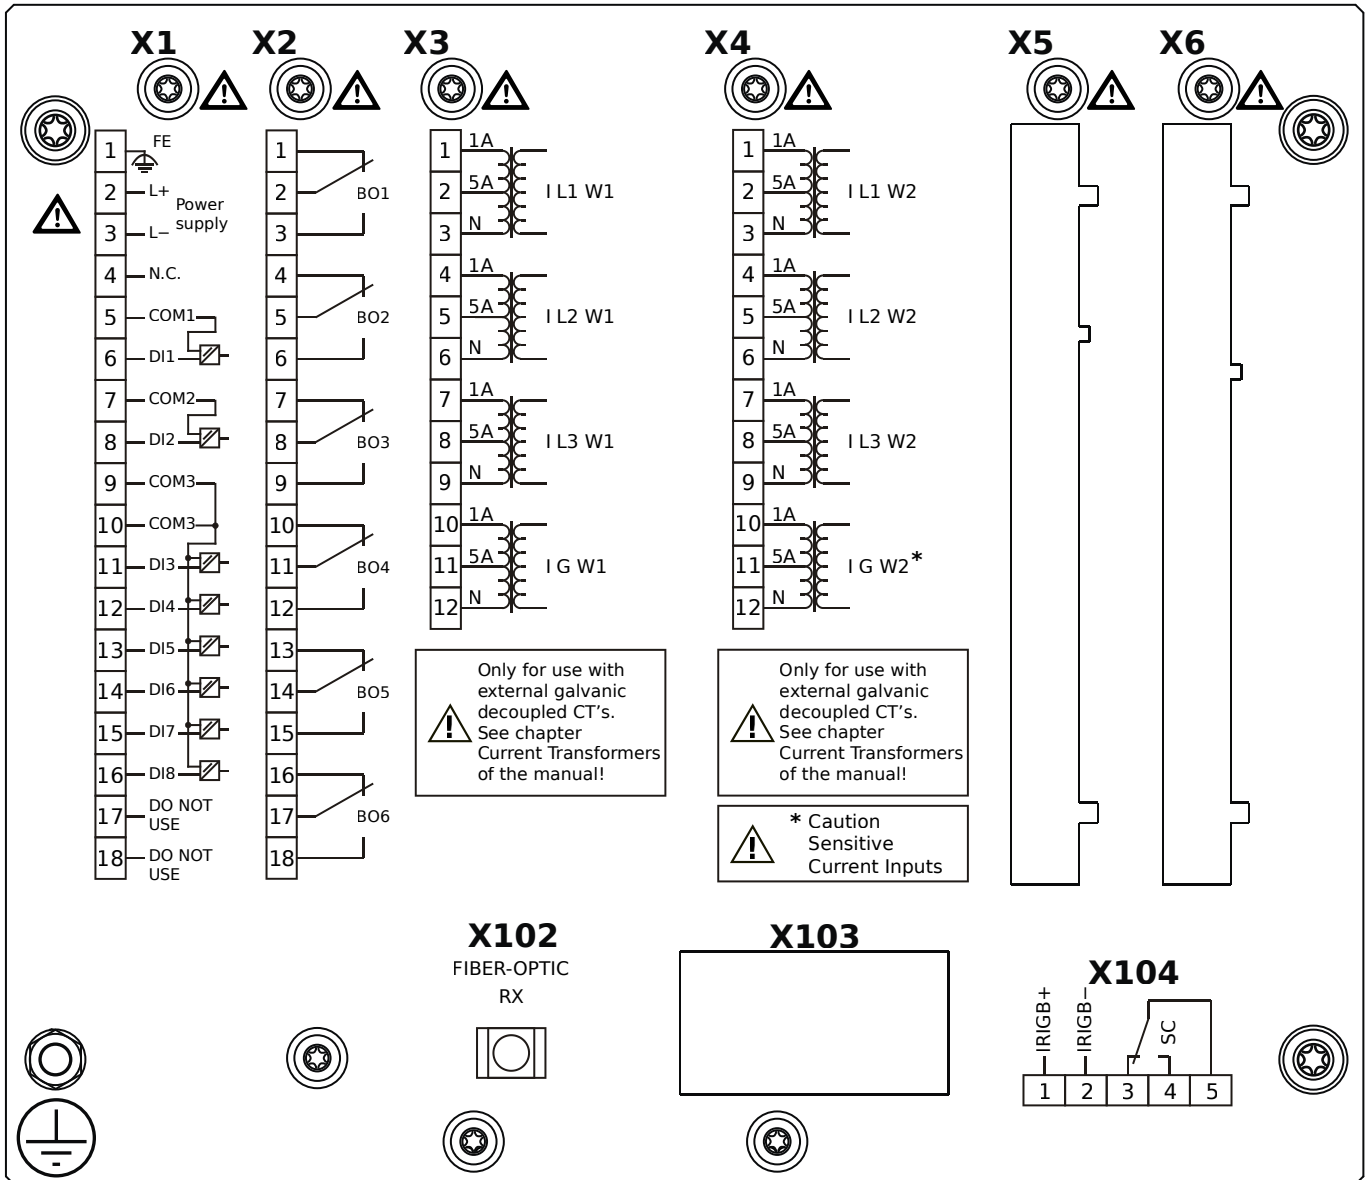 X1
X2
X3
X4
X5
X6
1
FE
2
L+
Power
supply
3
L−
4
N.C.
5
COM1
6
DI1
7
COM2
8
DI2
9
COM3
10
COM3
11
DI3
12
DI4
13
DI5
14
DI6
15
DI7
16
DI8
17
DO NOT
USE
18
DO NOT
USE
1
2
BO1
3
4
5
BO2
6
7
8
BO3
9
10
11
BO4
12
13
14
BO5
15
16
17
BO6
18
1
1A
2
5A
I L1 W1
3
N
4
1A
5
5A
I L2 W1
6
N
7
1A
8
5A
I L3 W1
9
N
10
1A
11
5A
I G W1
12
N
Only for use with
external galvanic
decoupled CT's.
See chapter
Current Transformers
of the manual!
1
1A
2
5A
I L1 W2
3
N
4
1A
5
5A
I L2 W2
6
N
7
1A
8
5A
I L3 W2
9
N
10
1A
11
5A
I G W2*
12
N
Only for use with
external galvanic
decoupled CT's.
See chapter
Current Transformers
of the manual!
* Caution
Sensitive
Current Inputs
X102
FIBER-OPTIC
RX
X103
X104
IRIGB+
IRIGB−
SC
1 2 3 4 5